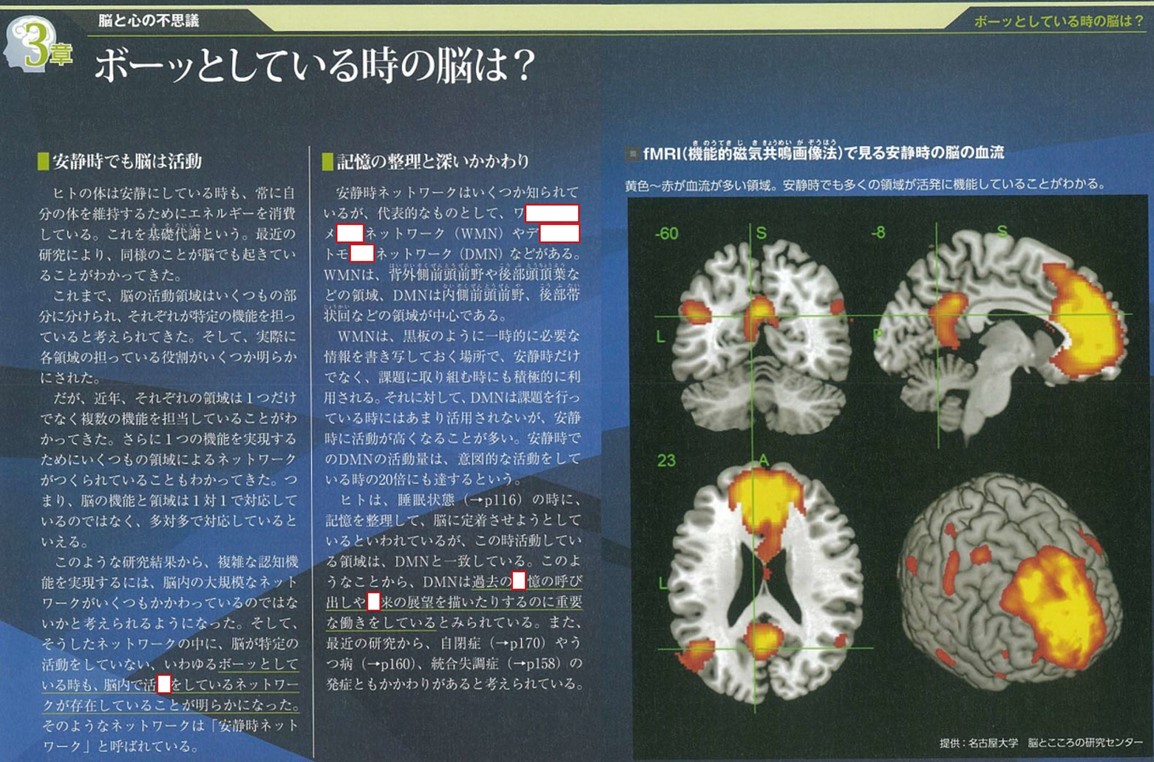 脳と心の不思議
ボーッとしている時の脳は？
3章
ボーッとしている時の脳は？
安静時でも脳は活動
ヒトの体は安静にしている時も、常に自
分の体を維持するためにエネルギーを消費
している。これを基礎代謝という。最近の
研究により、同様のことが脳でも起きてい
ることがわかってきた。
これまで、脳の活動領域はいくつもの部
分に分けられ、それぞれが特定の機能を担っ
ていると考えられてきた。そして、実際に
各領域の担っている役割がいくつか明らか
にされた。
だが、近年、それぞれの領域は１つだけ
でなく複数の機能を担当していることがわ
かってきた。さらに１つの機能を実現する
ためにいくつもの領域によるネットワーク
がつくられていることもわかってきた。つ
まり、脳の機能と領域は１対１で対応して
いるのではなく、多対多で対応していると
いえる。
このような研究結果から、複雑な認知機
能を実現するには、脳内の大規模なネット
ワークがいくつもかかわっているのではな
いかと考えられるようになった。そして、
そうしたネットワークの中に、脳が特定の
活動をしていない、いわゆるボーッとして
いる時も、脳内で活 をしているネットワー
クが存在していることが明らかになった。
そのようなネットワークは「安静時ネット
ワーク」と呼ばれている。
記憶の整理と深いかかわり
安静時ネットワークはいくつか知られて
いるが、代表的なものとして、ワ
メ ネットワーク（WMN）やデ
トモ ネットワーク（DMN）などがある。
WMNは、背外側前頭前野や後部頭頂葉な
どの領域、DMNは内側前頭前野、後部帯
状回などの領域が中心である。
WMNは、黒板のように一時的に必要な
情報を書き写しておく場所で、安静時だけ
でなく、課題に取り組む時にも積極的に利
用される。それに対して、DMNは課題を行っ
ている時にはあまり活用されないが、安静
時に活動が高くなることが多い。安静時で
のDMNの活動量は、意図的な活動をして
いる時の20倍にも達するという。
ヒトは、睡眠状態（→p116）の時に、
記憶を整理して、脳に定着させようとして
いるといわれているが、この時活動してい
る領域は、DMNと一致している。このよ
うなことから、DMNは過去の 憶の呼び
出しや 来の展望を描いたりするのに重要
な働きをしているとみられている。また、
最近の研究から、自閉症（→p170）やう
つ病（→p160）、統合失調症（→p158）の
発症ともかかわりがあると考えられている。
fMRI（機能的磁気共鳴画像法）で見る安静時の脳の血流
黄色〜赤が血流が多い領域。安静時でも多くの領域が活発に機能していることがわかる。
-60 S -8 S
L P
23 A
L
提供：名古屋大学 脳とこころの研究センター